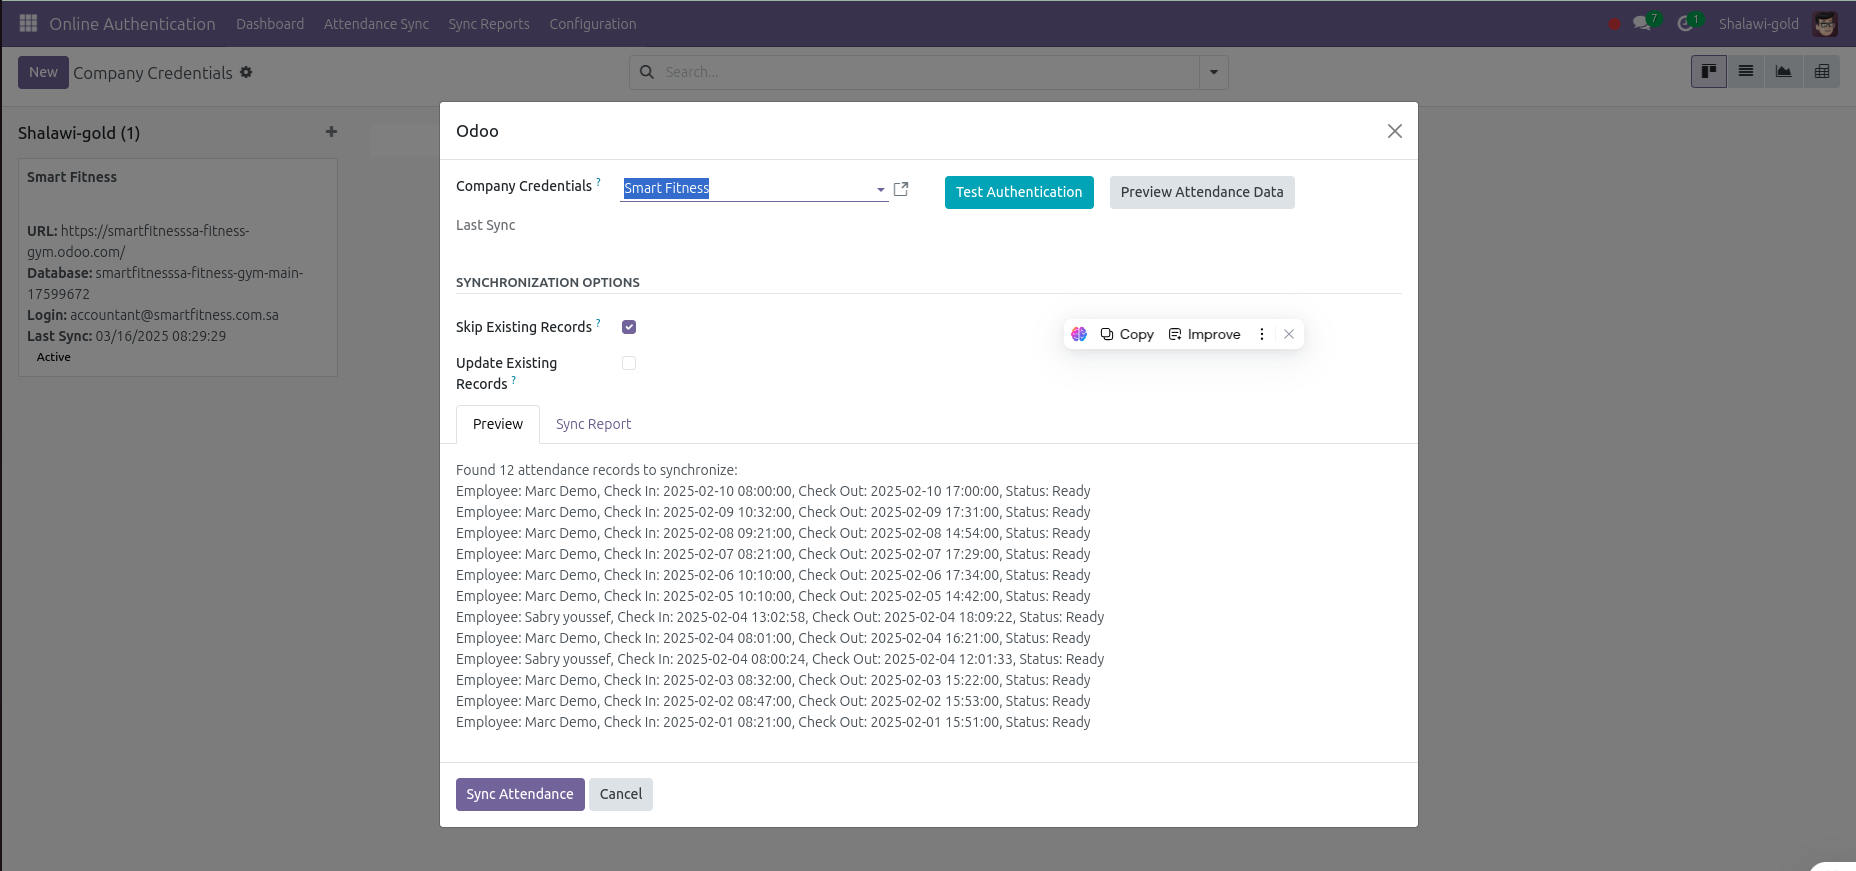 Online Authentication Dashboard Attendance Sync Sync Reports Configuration 7 1 Shalawi-gold
New Company Credentials Search...
Shalawi-gold (1)
Smart Fitness
URL: https://smartfitnesssa-fitness-
gym.odoo.com/
Database: smartfitnesssa-fitness-gym-main-
17599672
Login: accountant@smartfitness.com.sa
Last Sync: 03/16/2025 08:29:29
Active
Odoo
Company Credentials ? Smart Fitness Test Authentication Preview Attendance Data
Last Sync
SYNCHRONIZATION OPTIONS
Skip Existing Records ?
Copy Improve
Update Existing
Records ?
Preview Sync Report
Found 12 attendance records to synchronize:
Employee: Marc Demo, Check In: 2025-02-10 08:00:00, Check Out: 2025-02-10 17:00:00, Status: Ready
Employee: Marc Demo, Check In: 2025-02-09 10:32:00, Check Out: 2025-02-09 17:31:00, Status: Ready
Employee: Marc Demo, Check In: 2025-02-08 09:21:00, Check Out: 2025-02-08 14:54:00, Status: Ready
Employee: Marc Demo, Check In: 2025-02-07 08:21:00, Check Out: 2025-02-07 17:29:00, Status: Ready
Employee: Marc Demo, Check In: 2025-02-06 10:10:00, Check Out: 2025-02-06 17:34:00, Status: Ready
Employee: Marc Demo, Check In: 2025-02-05 10:10:00, Check Out: 2025-02-05 14:42:00, Status: Ready
Employee: Sabry youssef, Check In: 2025-02-04 13:02:58, Check Out: 2025-02-04 18:09:22, Status: Ready
Employee: Marc Demo, Check In: 2025-02-04 08:01:00, Check Out: 2025-02-04 16:21:00, Status: Ready
Employee: Sabry youssef, Check In: 2025-02-04 08:00:24, Check Out: 2025-02-04 12:01:33, Status: Ready
Employee: Marc Demo, Check In: 2025-02-03 08:32:00, Check Out: 2025-02-03 15:22:00, Status: Ready
Employee: Marc Demo, Check In: 2025-02-02 08:47:00, Check Out: 2025-02-02 15:53:00, Status: Ready
Employee: Marc Demo, Check In: 2025-02-01 08:21:00, Check Out: 2025-02-01 15:51:00, Status: Ready
Sync Attendance Cancel